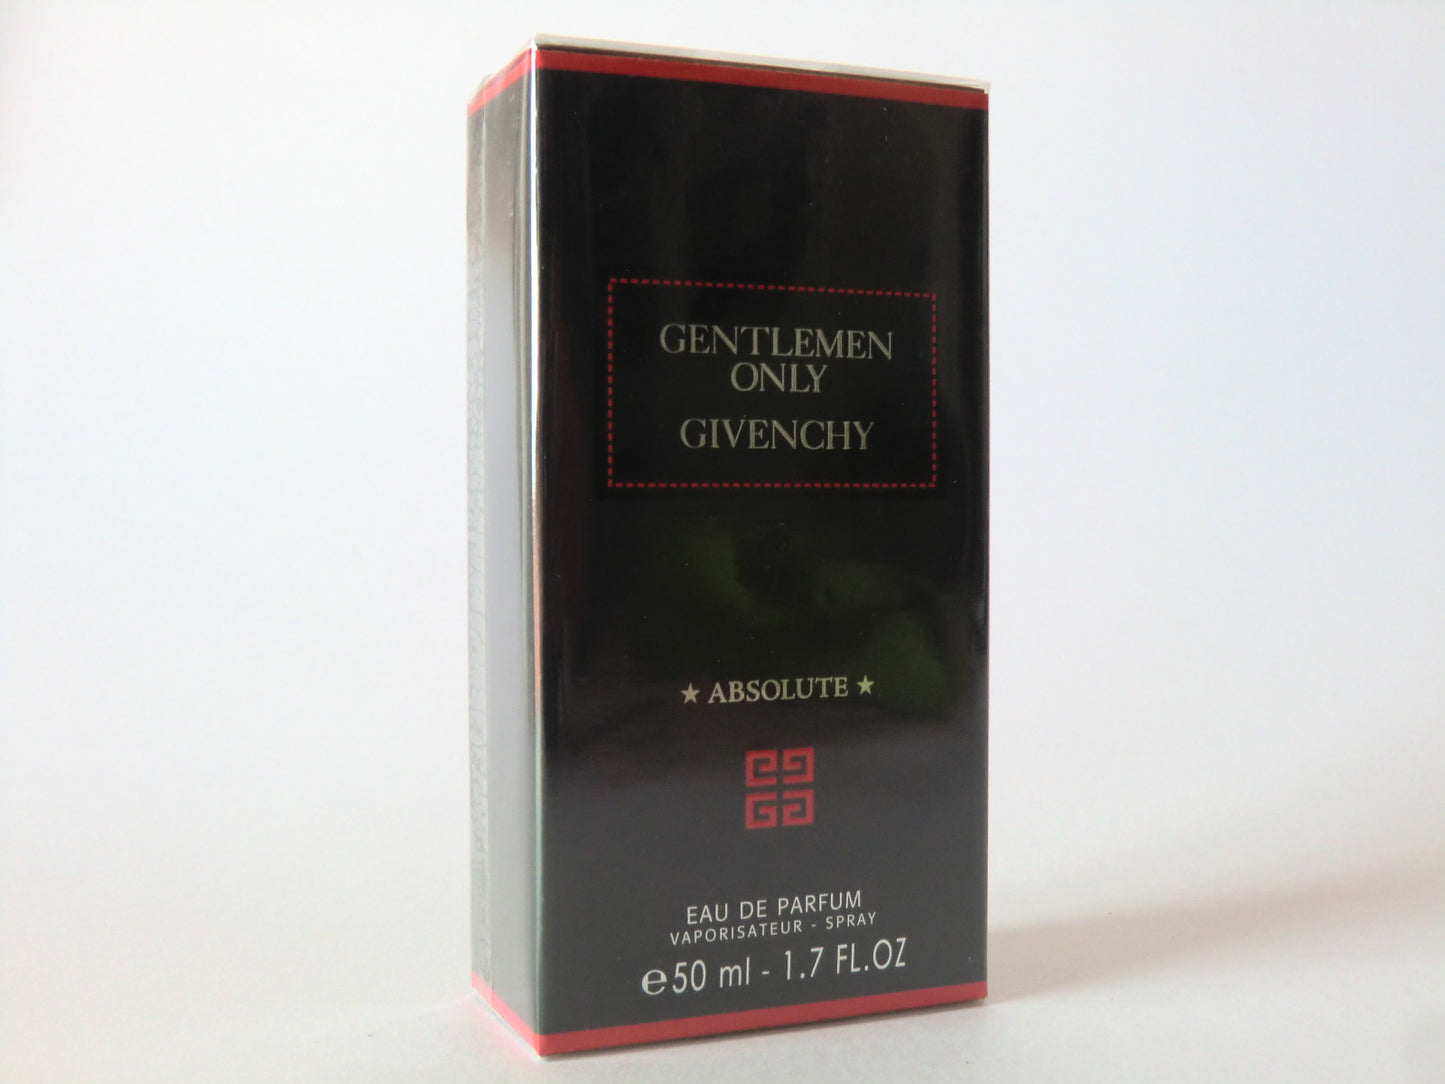 GENTLEMEN
ONLY
GIVENCHY
★ ABSOLUTE ★
EAU DE PARFUM
VAPORISATEUR - SPRAY
℮50 ml - 1.7 FL.OZ